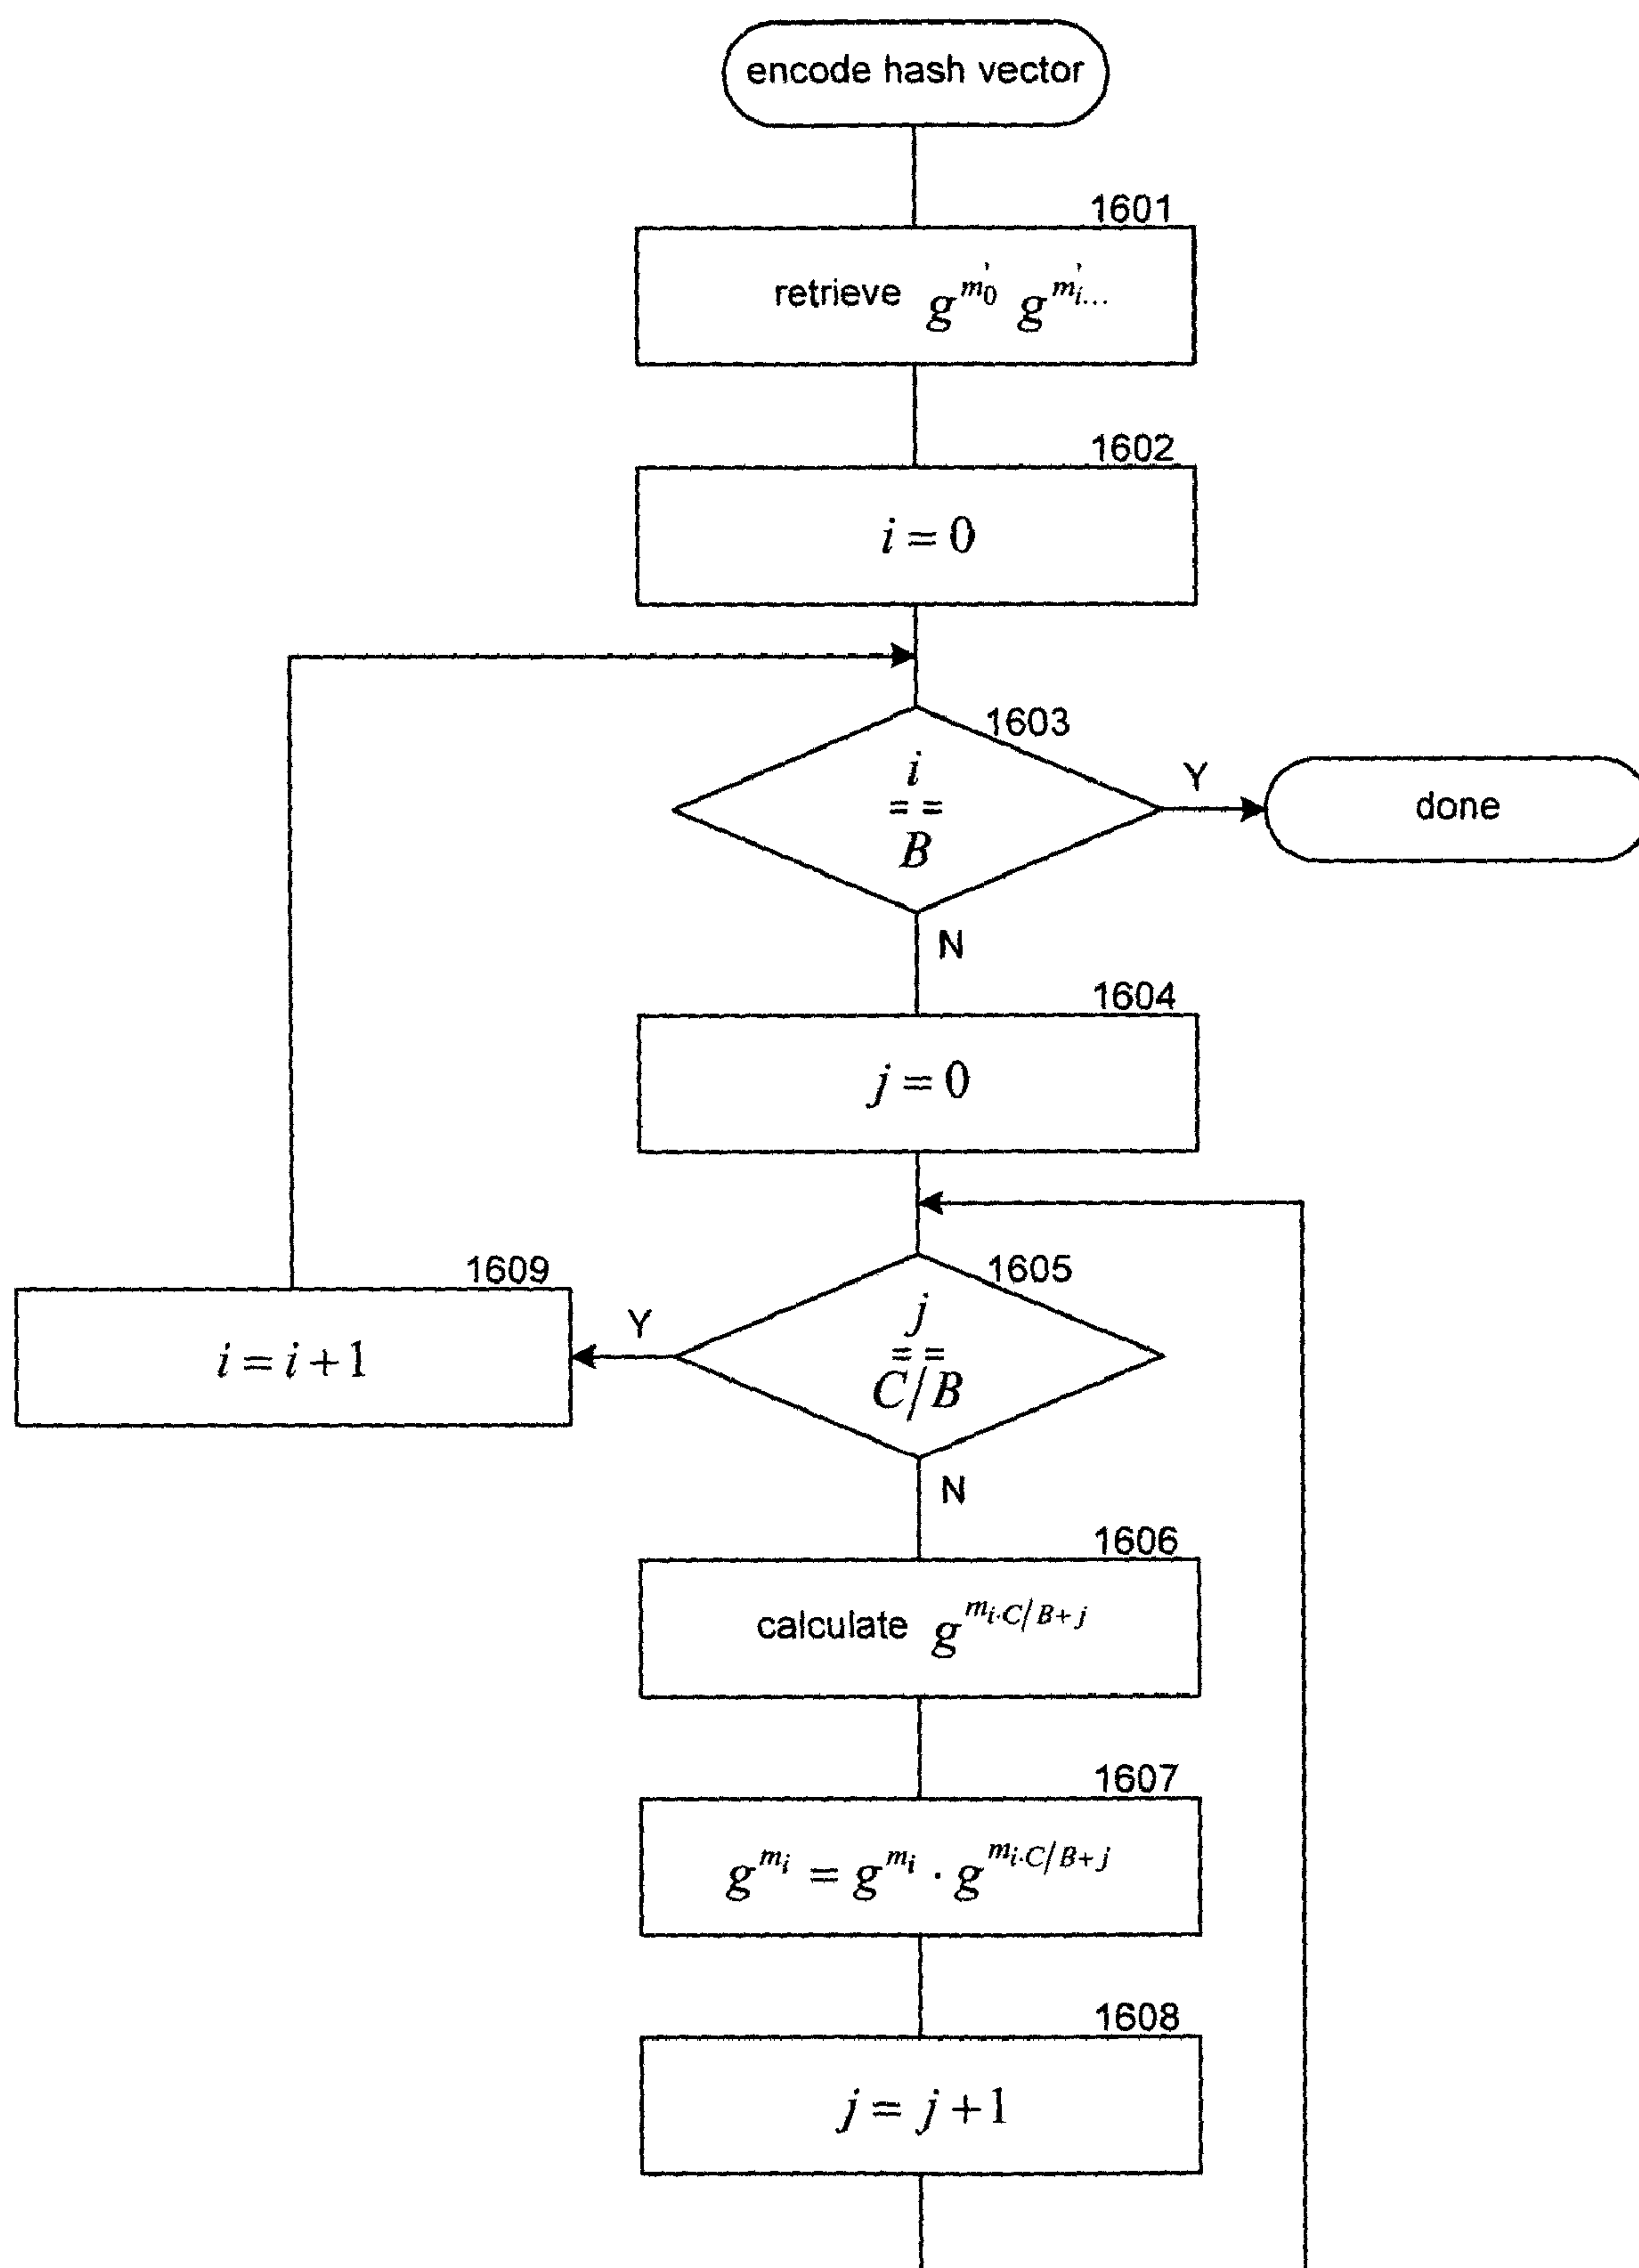 encode hash vector
1601
retrieve g^{m'_0} g^{m'_{i...}}
1602
i = 0
1603
i
==
B
Y
done
N
1604
j = 0
1605
j
==
C/B
Y
1609
i = i + 1
N
1606
calculate g^{m_{i·C/B+j}}
1607
g^{m_i} = g^{m_i} · g^{m_{i·C/B+j}}
1608
j = j + 1